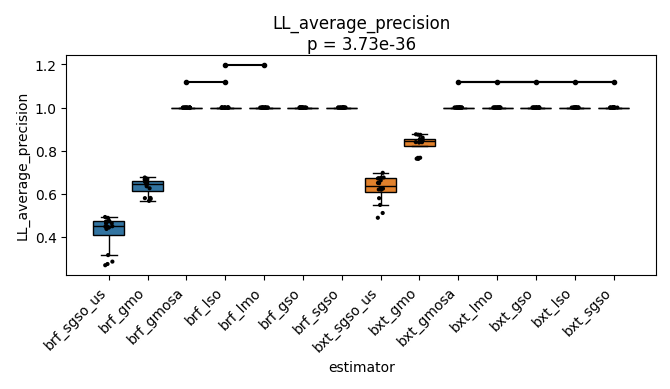 LL_average_precision
p = 3.73e-36
LL_average_precision
1.2
1.0
0.8
0.6
0.4
brf_sgso_us
brf_gmo
brf_gmosa
brf_lso
brf_lmo
brf_gso
brf_sgso
bxt_sgso_us
bxt_gmo
bxt_gmosa
bxt_lmo
bxt_gso
bxt_lso
bxt_sgso
estimator